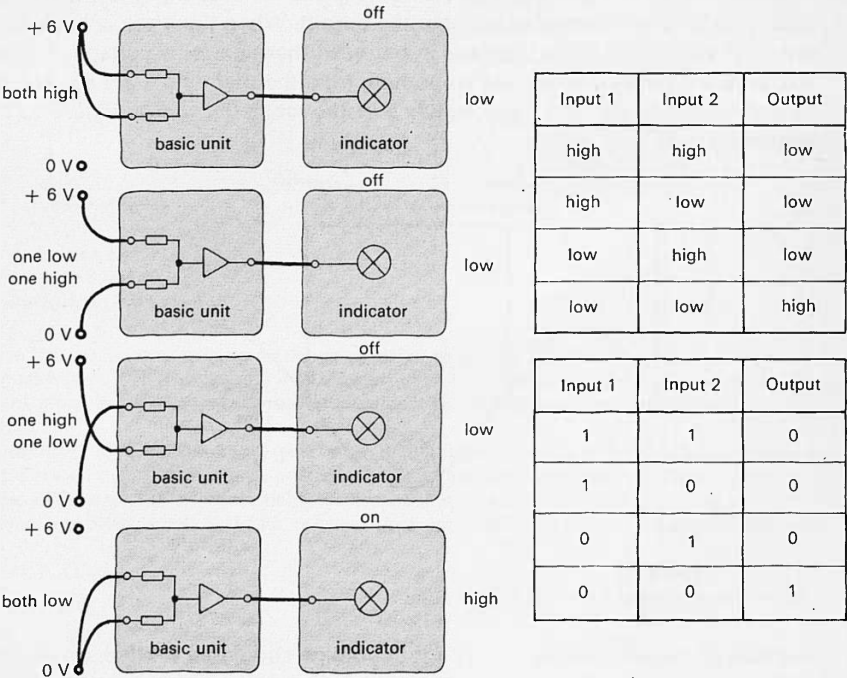 off
+ 6 V
both high
basic unit
indicator
low
0 V
off
+ 6 V
one low
one high
basic unit
indicator
low
0 V
off
+ 6 V
one high
one low
basic unit
indicator
low
0 V
on
+ 6 V
both low
basic unit
indicator
high
0 V
Input 1 Input 2 Output
high high low
high low low
low high low
low low high
Input 1 Input 2 Output
1 1 0
1 0 0
0 1 0
0 0 1